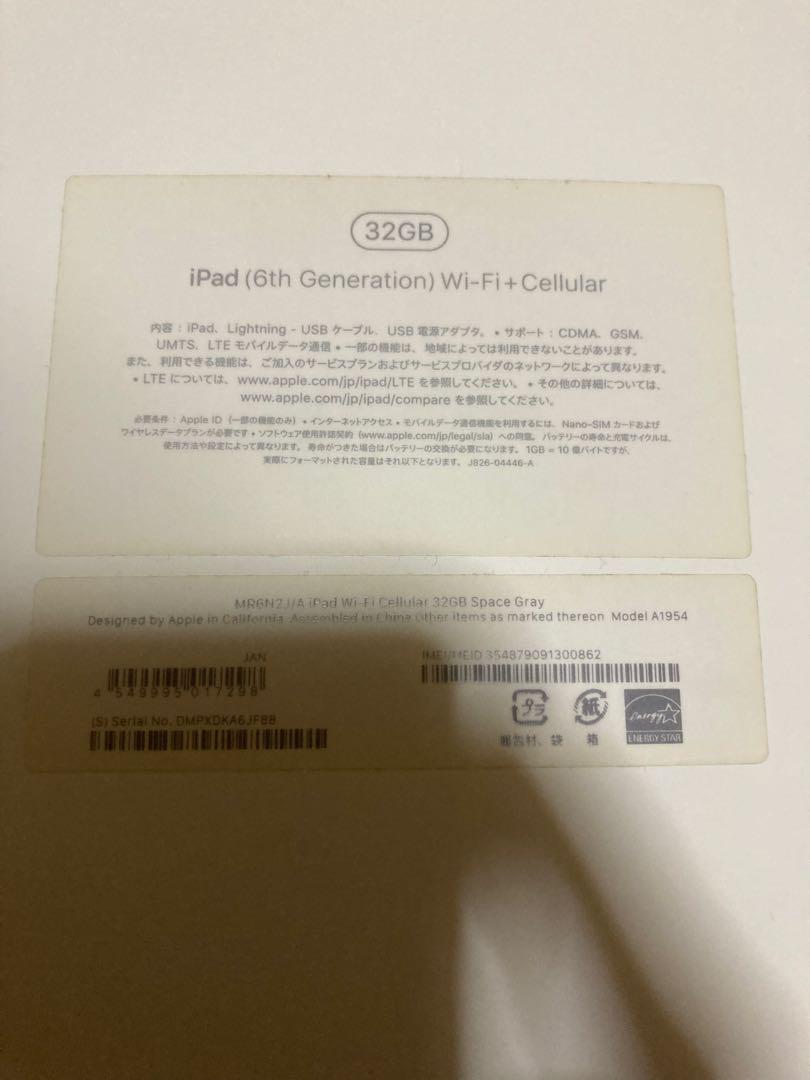 32GB
iPad (6th Generation) Wi-Fi + Cellular
内容：iPad、Lightning - USB ケーブル、USB 電源アダプタ。• サポート：CDMA、GSM、
UMTS、LTE モバイルデータ通信 • 一部の機能は、地域によっては利用できないことがあります。
また、利用できる機能は、ご加入のサービスプランおよびサービスプロバイダのネットワークによって異なります。
• LTE については、www.apple.com/jp/ipad/LTE を参照してください。• その他の詳細については、
www.apple.com/jp/ipad/compare を参照してください。
必要条件：Apple ID（一部の機能のみ）• インターネットアクセス • モバイルデータ通信機能を利用するには、Nano-SIM カードおよび
ワイヤレスデータプランが必要です • ソフトウェア使用許諾契約（www.apple.com/jp/legal/sla）への同意。バッテリーの寿命と充電サイクルは、
使用方法や設定によって異なります。寿命がつきた場合はバッテリーの交換が必要になります。1GB = 10 億バイトですが、
実際にフォーマットされた容量はそれ以下となります。J826-04446-A
MR6N2J/A iPad Wi-Fi Cellular 32GB Space Gray
Designed by Apple in California Assembled in China Other items as marked thereon Model A1954
JAN
4 549995 017298
IMEI/MEID 354879091300862
(S) Serial No. DMPXDKA6JF88
プラ
紙
energy
ENERGY STAR
袋
箱